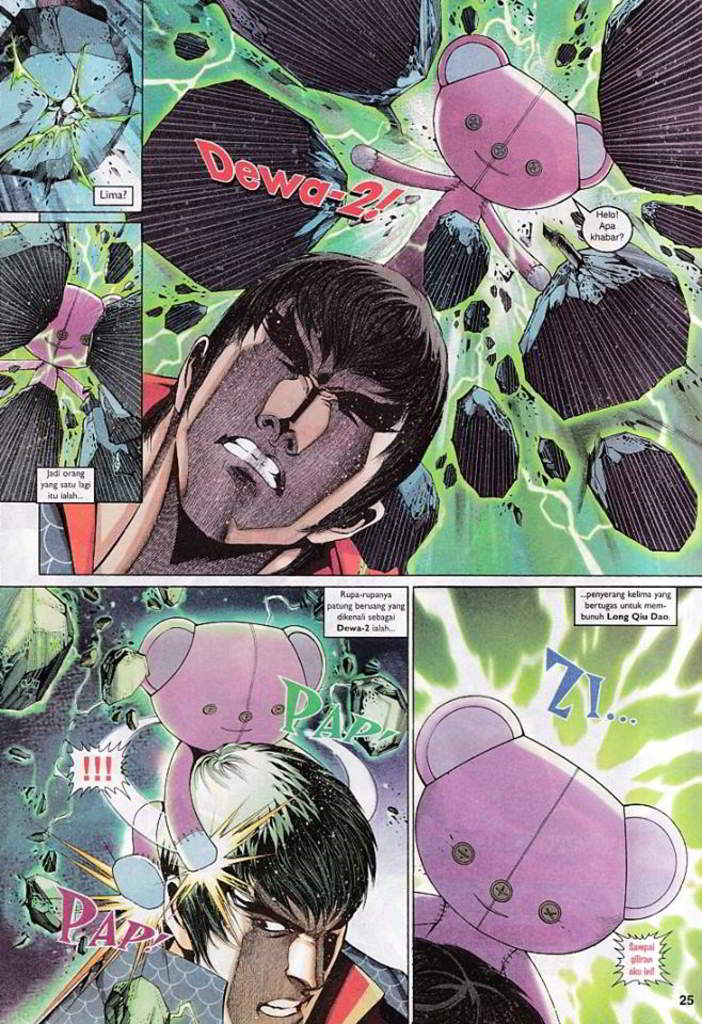 Lima?
Dewa-2!
Helo!
Apa
khabar?
Jadi orang
yang satu lagi
itu ialah...
Rupa-rupanya
patung beruang yang
dikenali sebagai
Dewa-2 ialah...
PAP!
!!!
PAP!
...penyerang kelima yang
bertugas untuk mem-
bunuh Long Qiu Dao.
ZI...
Sampai
giliran
aku ini!
25